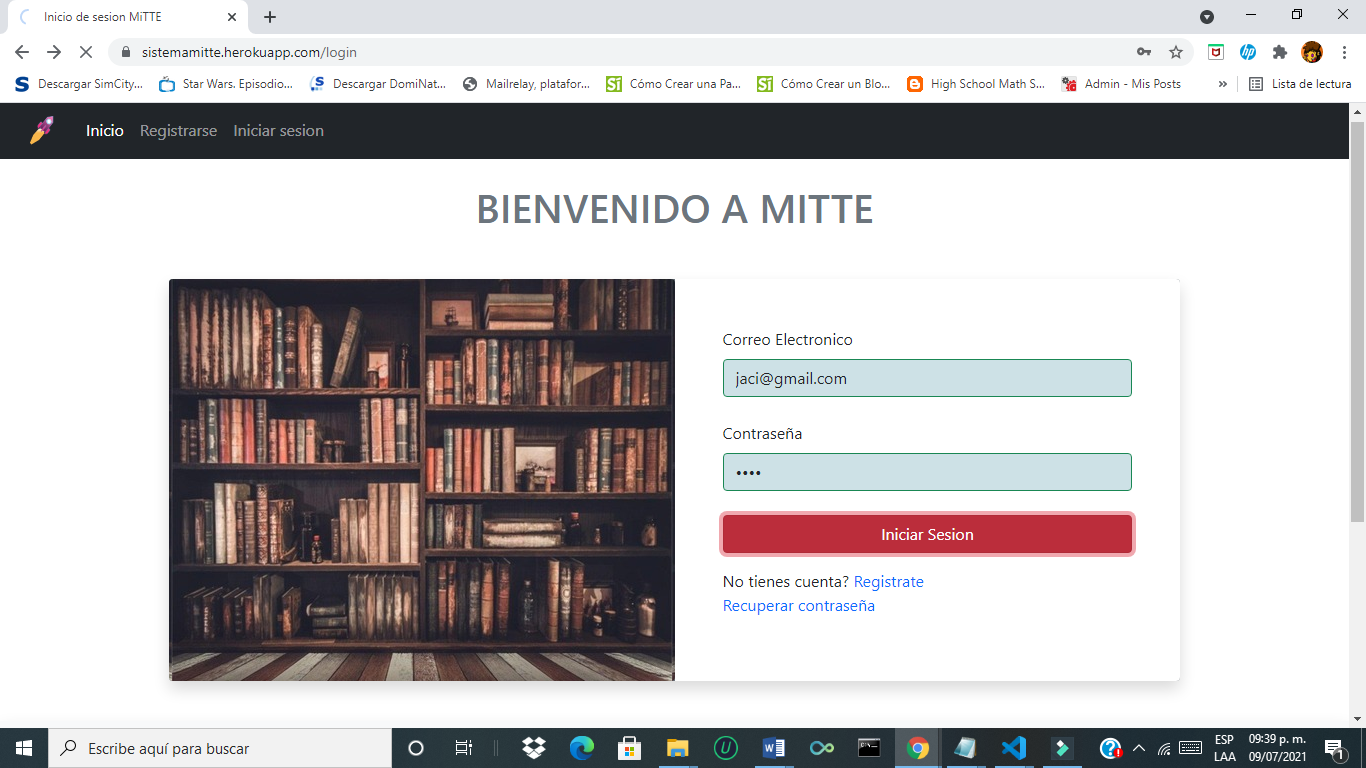 Inicio de sesion MiTTE
sistemamitte.herokuapp.com/login
Descargar SimCity... Star Wars. Episodio... Descargar DomiNat... Mailrelay, platafor... Cómo Crear una Pa... Cómo Crear un Blo... High School Math S... Admin - Mis Posts » Lista de lectura
Inicio Registrarse Iniciar sesion
BIENVENIDO A MITTE
Correo Electronico
jaci@gmail.com
Contraseña
••••
Iniciar Sesion
No tienes cuenta? Registrate
Recuperar contraseña
Escribe aquí para buscar
ESP 09:39 p. m.
LAA 09/07/2021
1